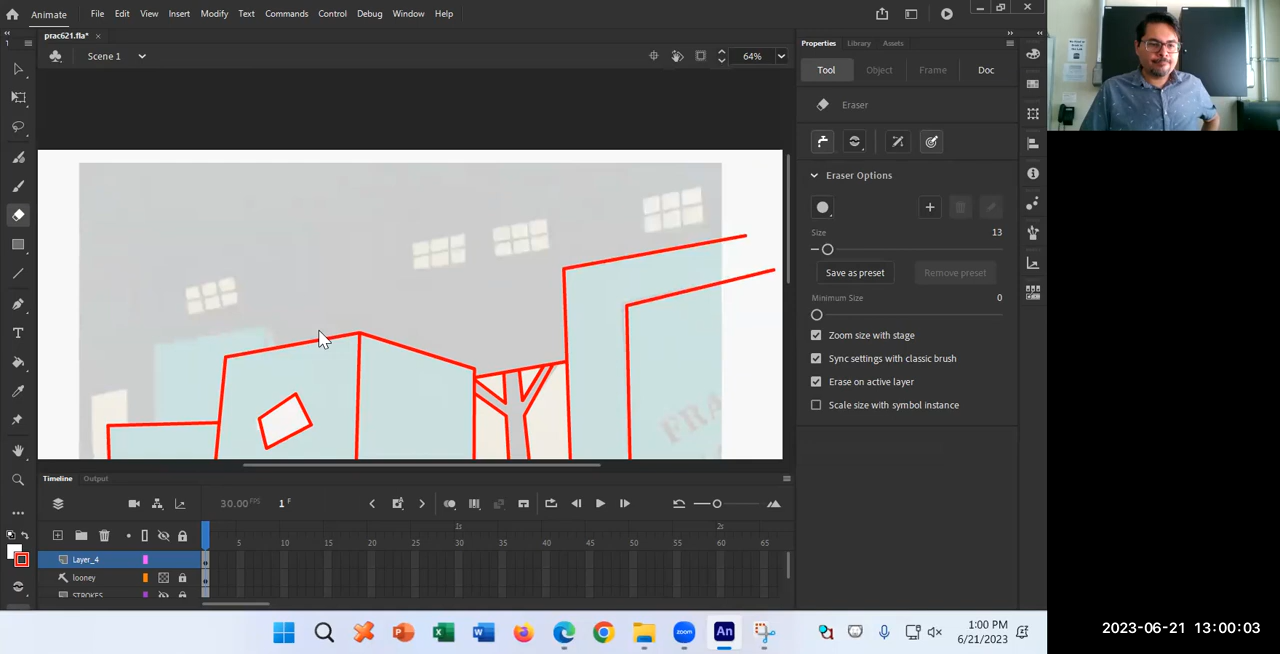 Animate
File
Edit
View
Insert
Modify
Text
Commands
Control
Debug
Window
Help
prac621.fla*
Scene 1
64%
Properties
Library
Assets
Tool
Object
Frame
Doc
Eraser
Eraser Options
Size
13
Save as preset
Remove preset
Minimum Size
0
Zoom size with stage
Sync settings with classic brush
Erase on active layer
Scale size with symbol instance
FRA
Timeline
Output
30.00 FPS
1 F
1s
2s
5
10
15
20
25
30
35
40
45
50
55
60
65
Layer_4
looney
STROKES
1:00 PM
6/21/2023
2023-06-21 13:00:03